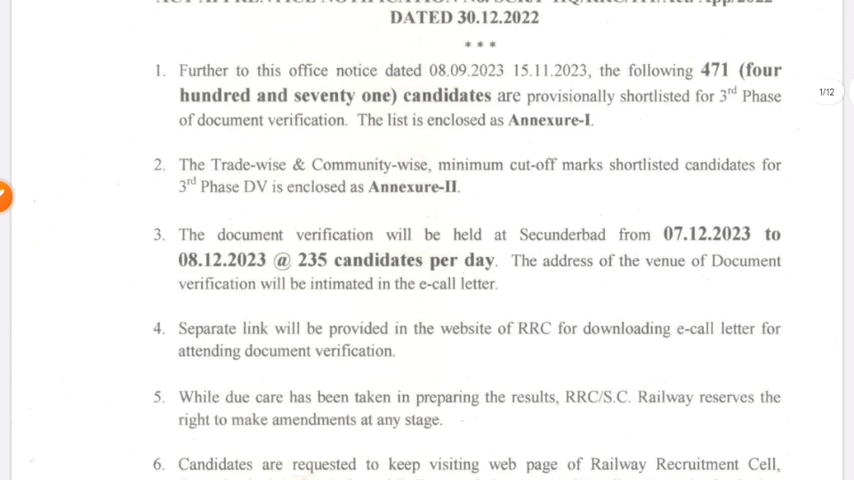 DATED 30.12.2022
* * *
1. Further to this office notice dated 08.09.2023 15.11.2023, the following 471 (four
hundred and seventy one) candidates are provisionally shortlisted for 3rd Phase
of document verification. The list is enclosed as Annexure-I.
1/12
2. The Trade-wise & Community-wise, minimum cut-off marks shortlisted candidates for
3rd Phase DV is enclosed as Annexure-II.
3. The document verification will be held at Secunderbad from 07.12.2023 to
08.12.2023 @ 235 candidates per day. The address of the venue of Document
verification will be intimated in the e-call letter.
4. Separate link will be provided in the website of RRC for downloading e-call letter for
attending document verification.
5. While due care has been taken in preparing the results, RRC/S.C. Railway reserves the
right to make amendments at any stage.
6. Candidates are requested to keep visiting web page of Railway Recruitment Cell,